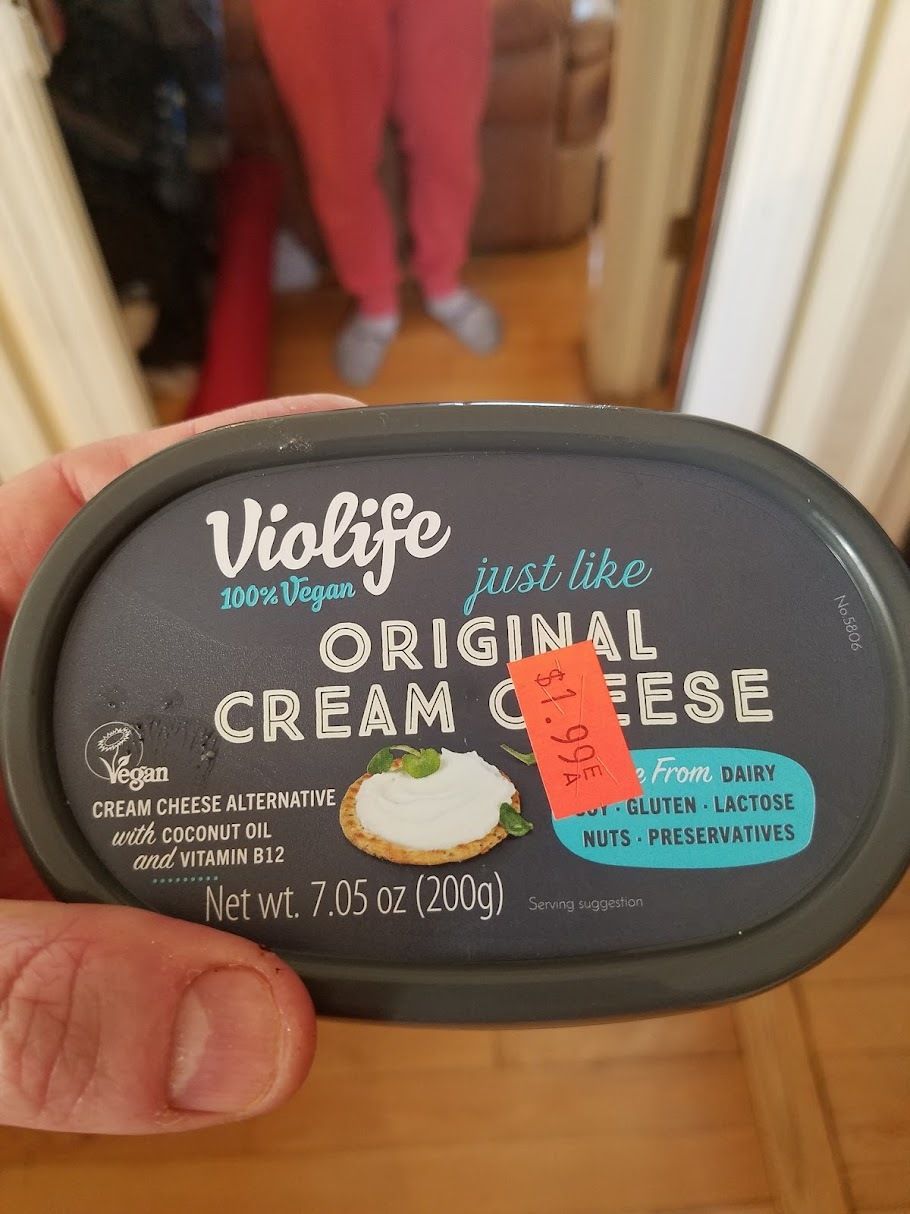 Violife
100% Vegan
just like
ORIGINAL
CREAM C EESE
$1.99
E
A
Vegan
CREAM CHEESE ALTERNATIVE
with COCONUT OIL
and VITAMIN B12
From DAIRY
GLUTEN · LACTOSE
NUTS · PRESERVATIVES
Net wt. 7.05 oz (200g)
Serving suggestion
No5806